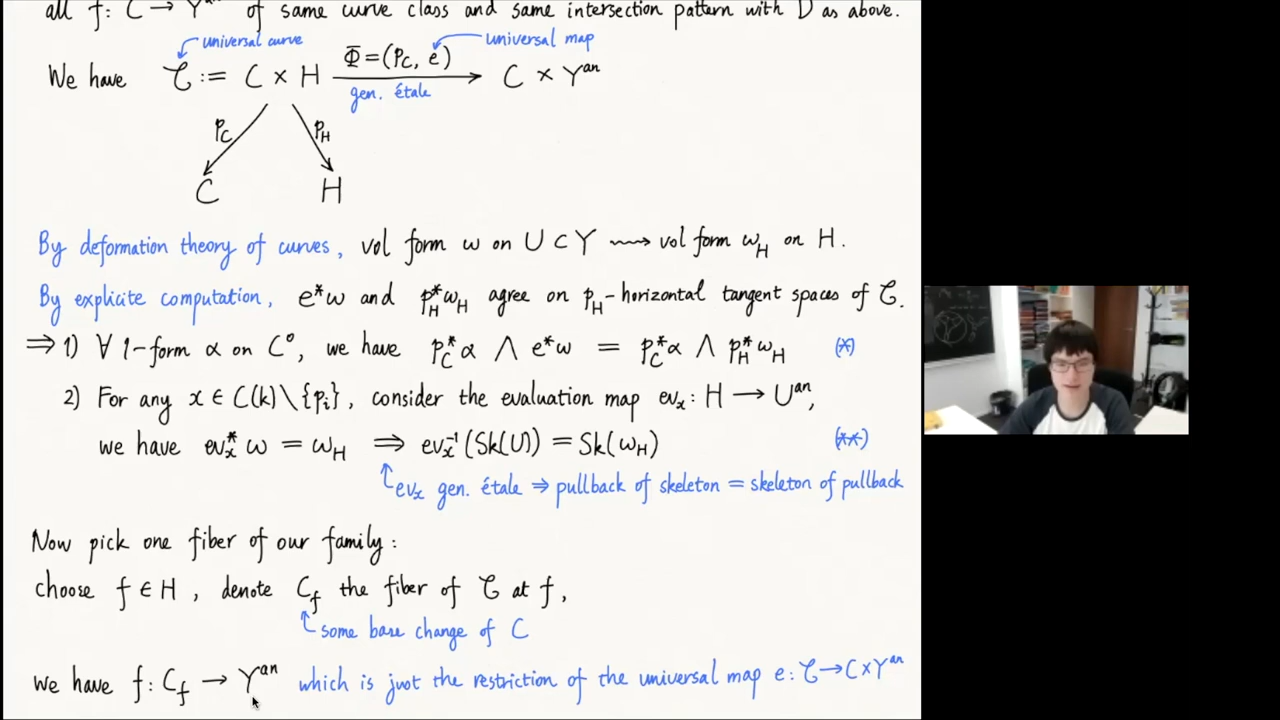 all f: C → Y^an of same curve class and same intersection pattern with D as above.
universal curve
universal map
We have 𝒞 := C × H
Φ=(p_C, e)
gen. étale
C × Y^an
p_C
p_H
C H
By deformation theory of curves, vol form ω on U ⊂ Y ⟿ vol form ω_H on H.
By explicite computation, e*ω and p_H*ω_H agree on p_H-horizontal tangent spaces of 𝒞.
⇒ 1) ∀ 1-form α on C°, we have p_C*α ∧ e*ω = p_C*α ∧ p_H*ω_H (*)
2) For any x ∈ C(k)\{p_i}, consider the evaluation map ev_x : H → U^an,
we have ev_x*ω = ω_H ⇒ ev_x^-1(Sk(U)) = Sk(ω_H) (**)
ev_x gen. étale ⇒ pullback of skeleton = skeleton of pullback
Now pick one fiber of our family:
choose f ∈ H, denote C_f the fiber of 𝒞 at f,
some base change of C
we have f: C_f → Y^an which is just the restriction of the universal map e: 𝒞→C×Y^an